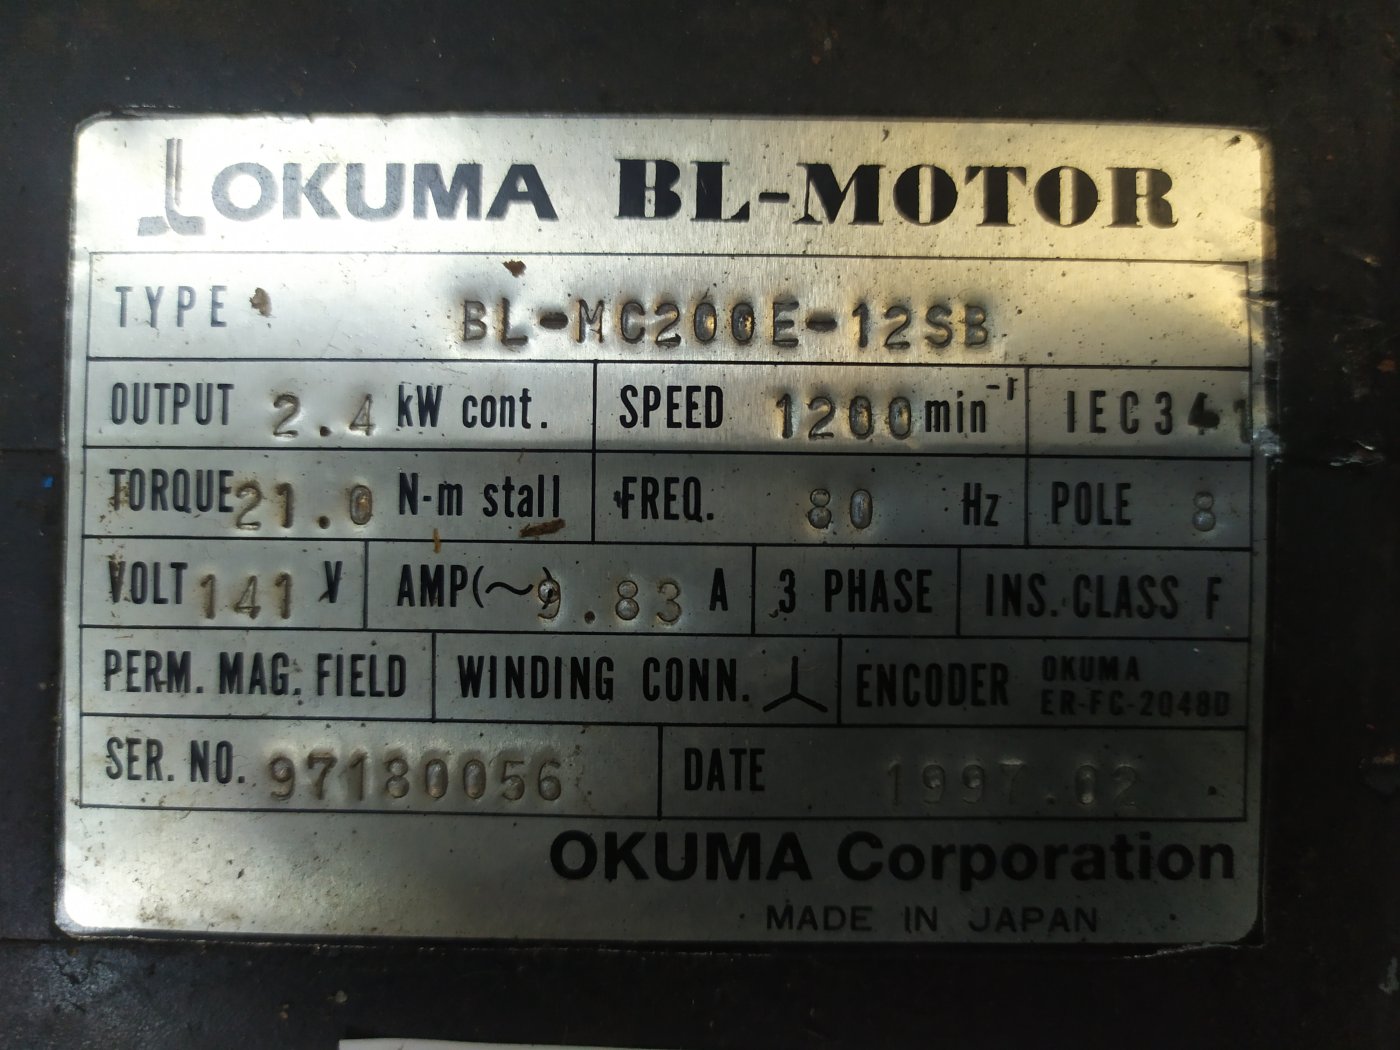 OKUMA BL-MOTOR
TYPE BL-MC200E-12SB
OUTPUT 2.4 kW cont. SPEED 1200 min⁻¹ IEC341
TORQUE 21.0 N-m stall FREQ. 80 Hz POLE 8
VOLT 141 V AMP(～) 9.83 A 3 PHASE INS. CLASS F
PERM. MAG. FIELD WINDING CONN. ENCODER OKUMA
ER-FC-2048D
SER. NO. 97180056 DATE 1997.02
OKUMA Corporation
MADE IN JAPAN